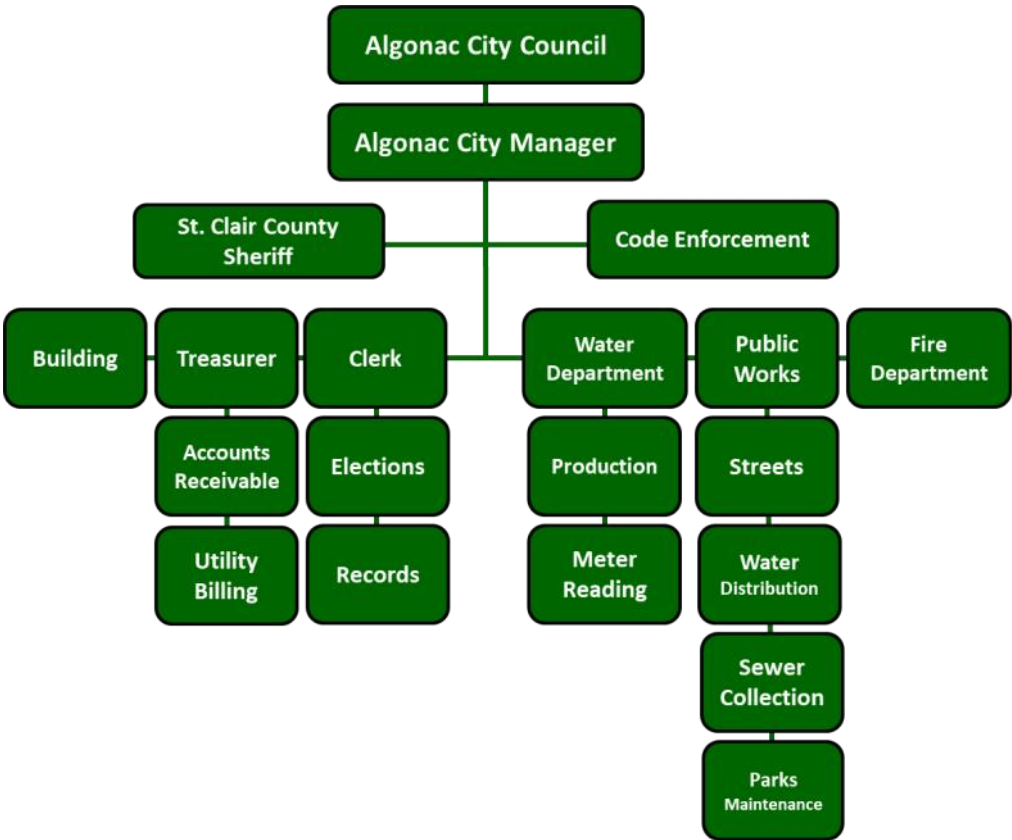 Algonac City Council
Algonac City Manager
St. Clair County
Sheriff
Code Enforcement
Building
Treasurer
Clerk
Water
Department
Public
Works
Fire
Department
Accounts
Receivable
Elections
Production
Streets
Utility
Billing
Records
Meter
Reading
Water
Distribution
Sewer
Collection
Parks
Maintenance